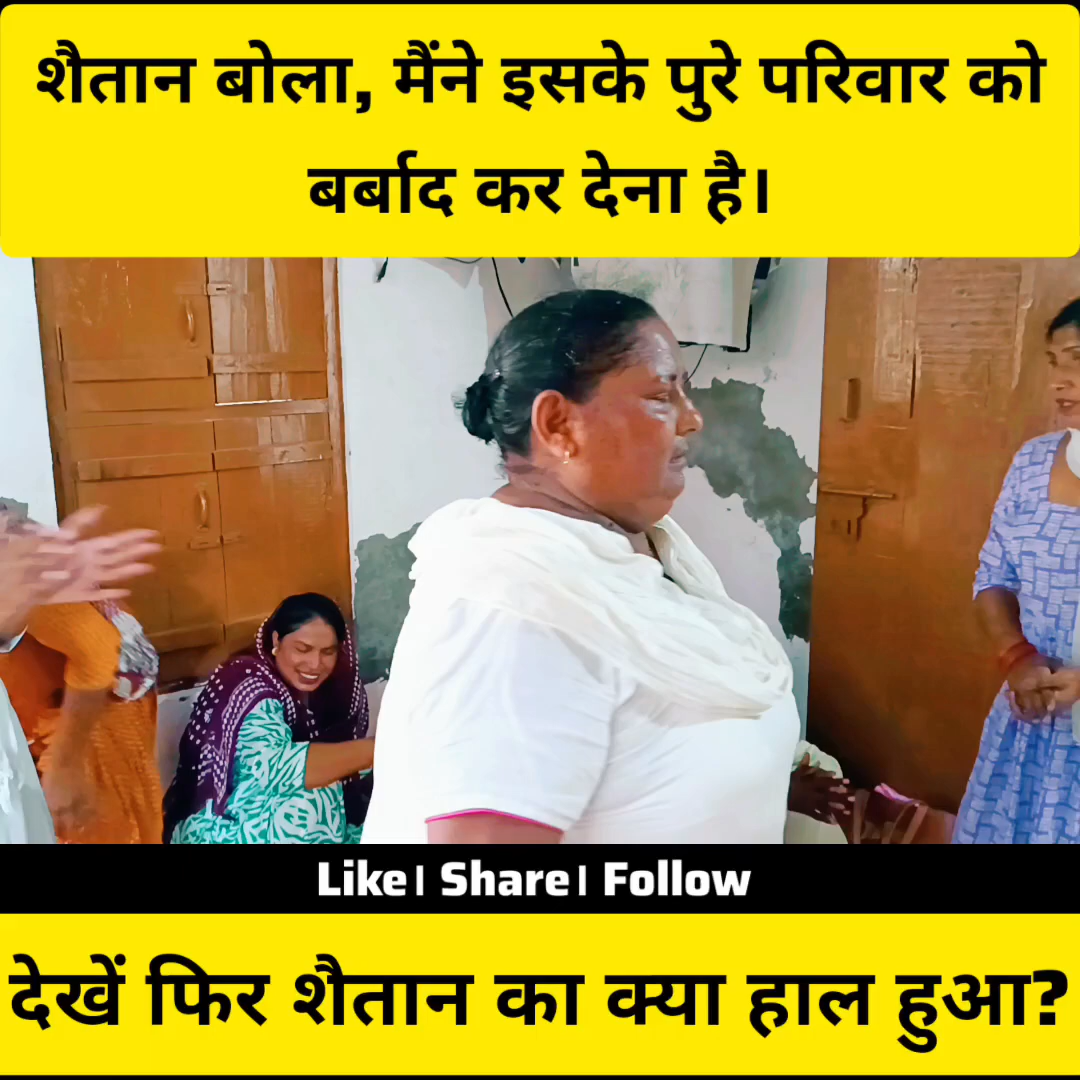 शैतान बोला, मैंने इसके पुरे परिवार को
बर्बाद कर देना है।
Like। Share। Follow
देखें फिर शैतान का क्या हाल हुआ?